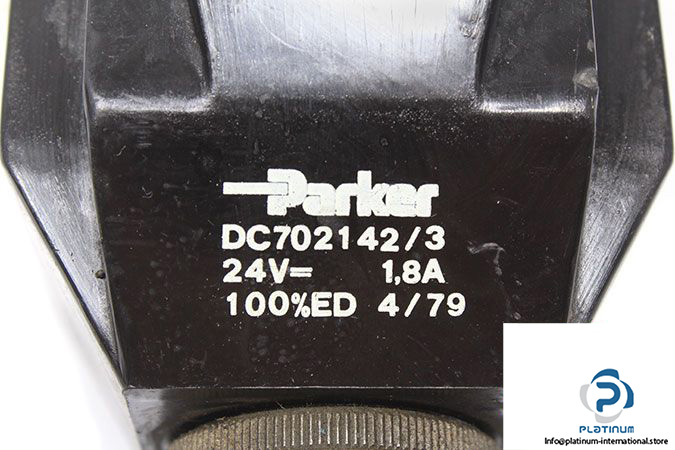 Parker
DC702142/3
24V= 1,8A
100%ED 4/79
PLATINUM
Info@platinum-international.store